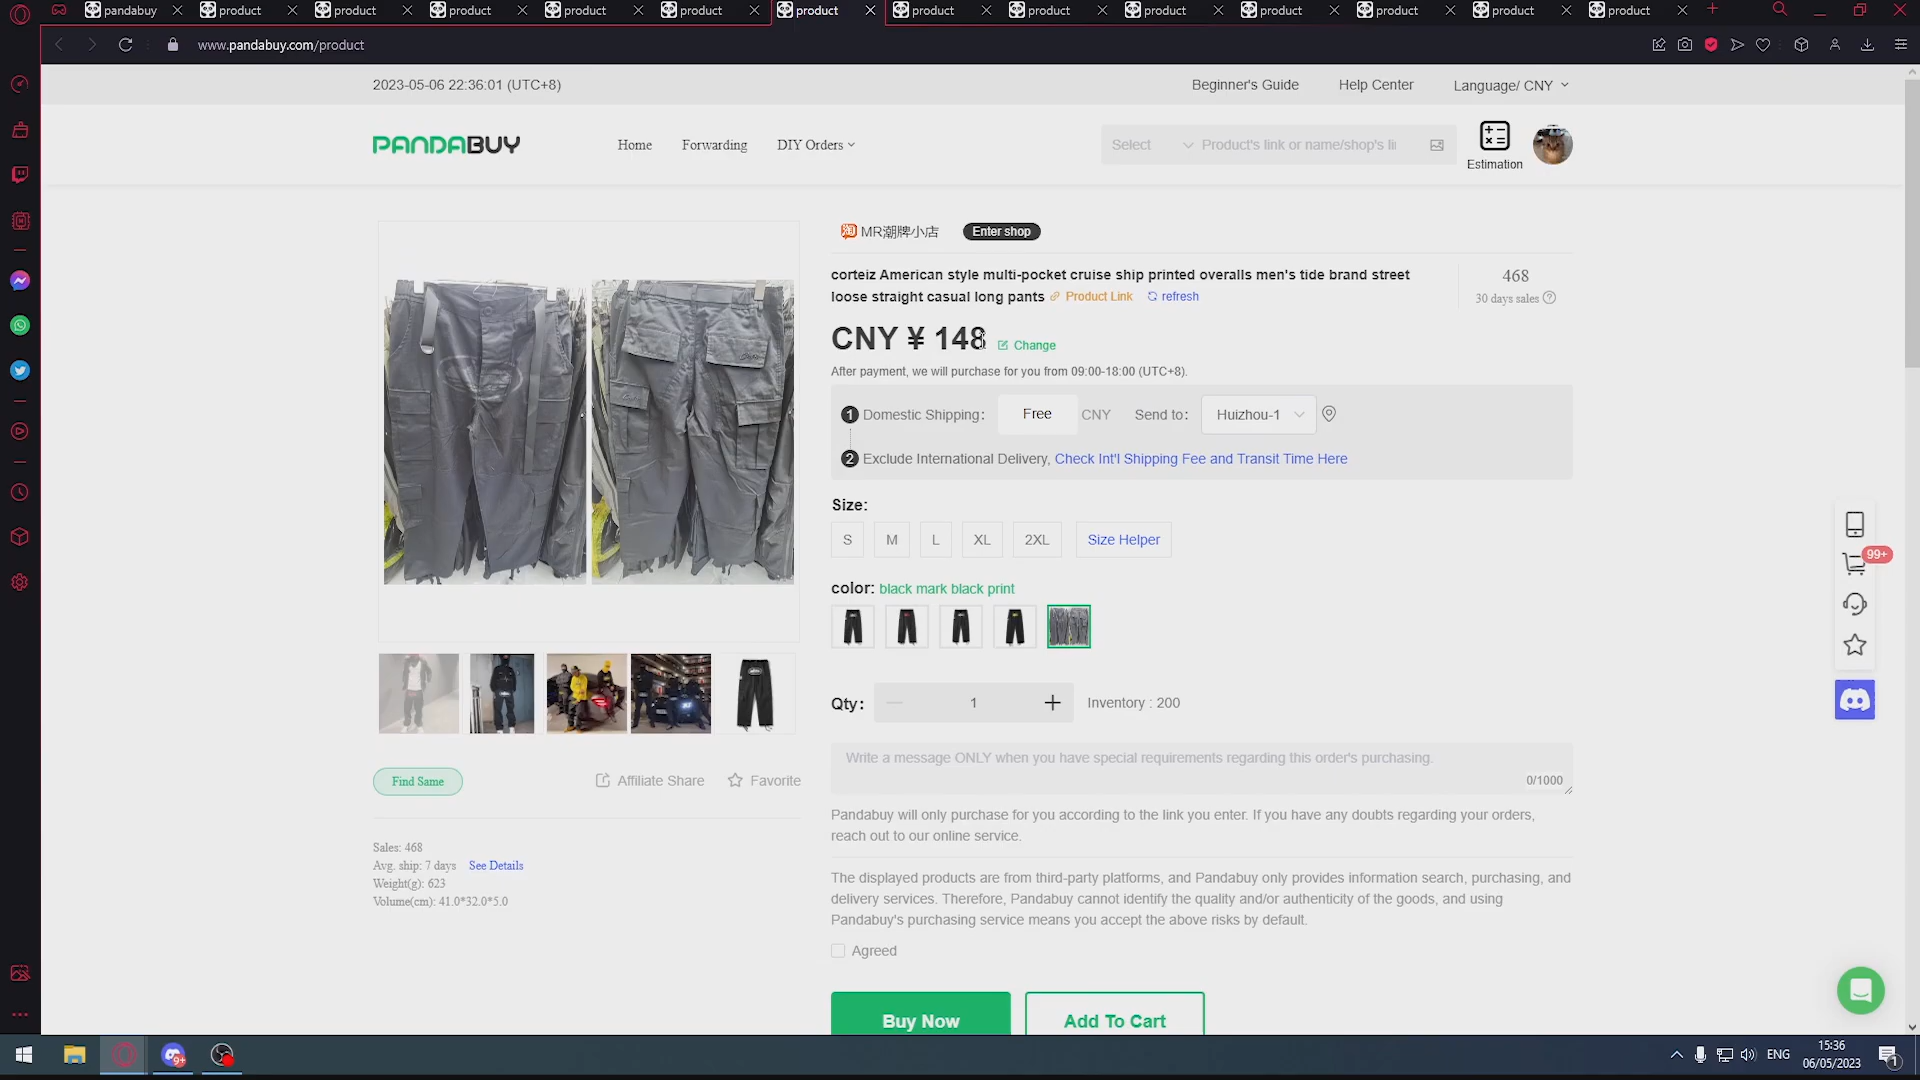 pandabuy
product
product
product
product
product
product
product
product
product
product
product
product
product
www.pandabuy.com/product
2023-05-06 22:36:01 (UTC+8)
Beginner's Guide
Help Center
Language/ CNY
PANDABUY
Home
Forwarding
DIY Orders
Select
Product's link or name/shop's li
Estimation
MR潮牌小店
Enter shop
corteiz American style multi-pocket cruise ship printed overalls men's tide brand street
loose straight casual long pants Product Link refresh
468
30 days sales
CNY ¥ 148
Change
After payment, we will purchase for you from 09:00-18:00 (UTC+8).
1 Domestic Shipping: Free CNY Send to: Huizhou-1
2 Exclude International Delivery, Check Int'l Shipping Fee and Transit Time Here
Size:
S M L XL 2XL Size Helper
color: black mark black print
Qty: 1 Inventory : 200
99+
Write a message ONLY when you have special requirements regarding this order's purchasing.
0/1000
Find Same
Affiliate Share
Favorite
Pandabuy will only purchase for you according to the link you enter. If you have any doubts regarding your orders,
reach out to our online service.
Sales: 468
Avg. ship: 7 days See Details
Weight(g): 623
Volume(cm): 41.0*32.0*5.0
The displayed products are from third-party platforms, and Pandabuy only provides information search, purchasing, and
delivery services. Therefore, Pandabuy cannot identify the quality and/or authenticity of the goods, and using
Pandabuy's purchasing service means you accept the above risks by default.
Agreed
Buy Now
Add To Cart
9+
ENG
15:36
06/05/2023
1